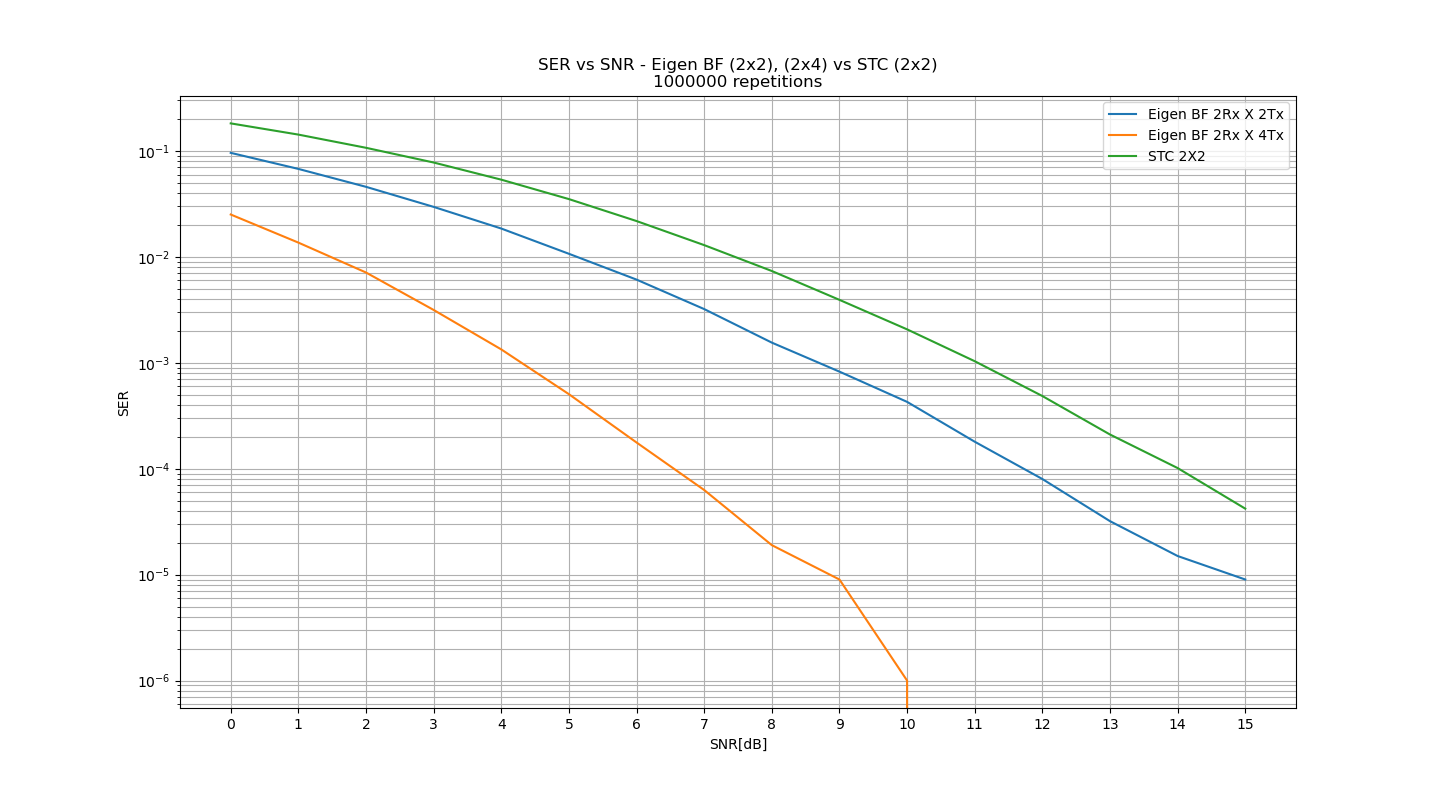 SER vs SNR - Eigen BF (2x2), (2x4) vs STC (2x2)
1000000 repetitions
Eigen BF 2Rx X 2Tx
Eigen BF 2Rx X 4Tx
STC 2X2
SER
10⁻¹
10⁻²
10⁻³
10⁻⁴
10⁻⁵
10⁻⁶
0 1 2 3 4 5 6 7 8 9 10 11 12 13 14 15
SNR[dB]